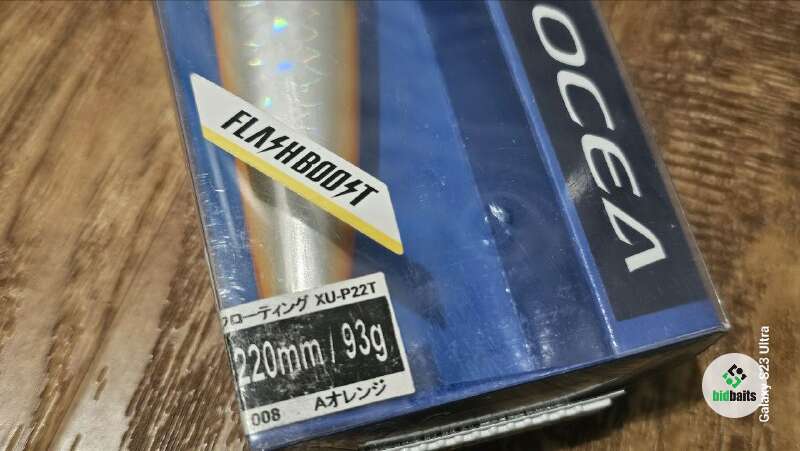 OCEA
FLASHBOOST
フローティング XU-P22T
220mm / 93g
008 Aオレンジ
bidbaits
Galaxy S23 Ultra